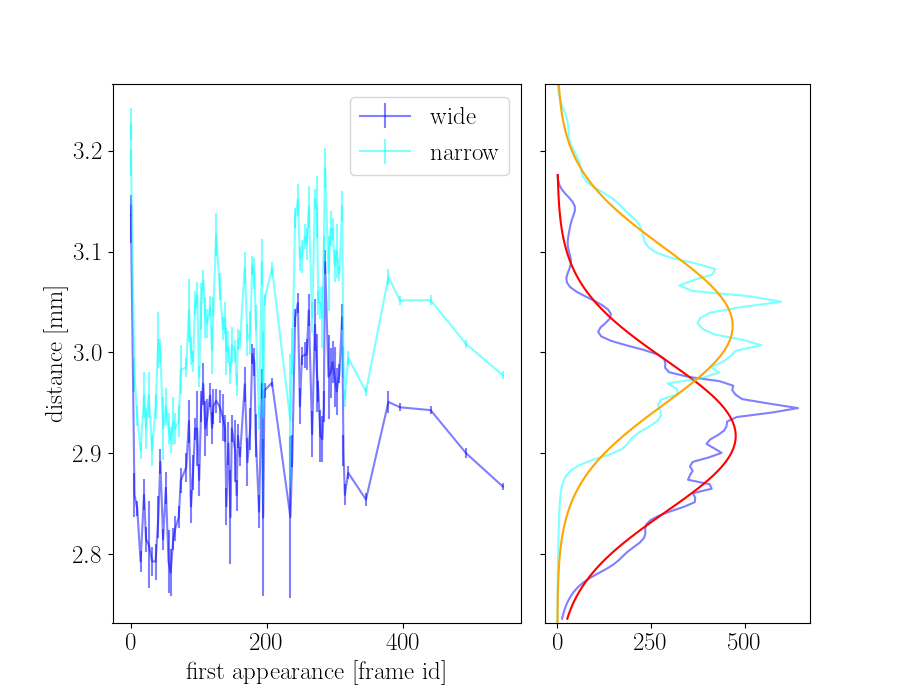 wide
narrow
3.2
3.1
3.0
2.9
2.8
distance [mm]
0
200
400
first appearance [frame id]
0
250
500